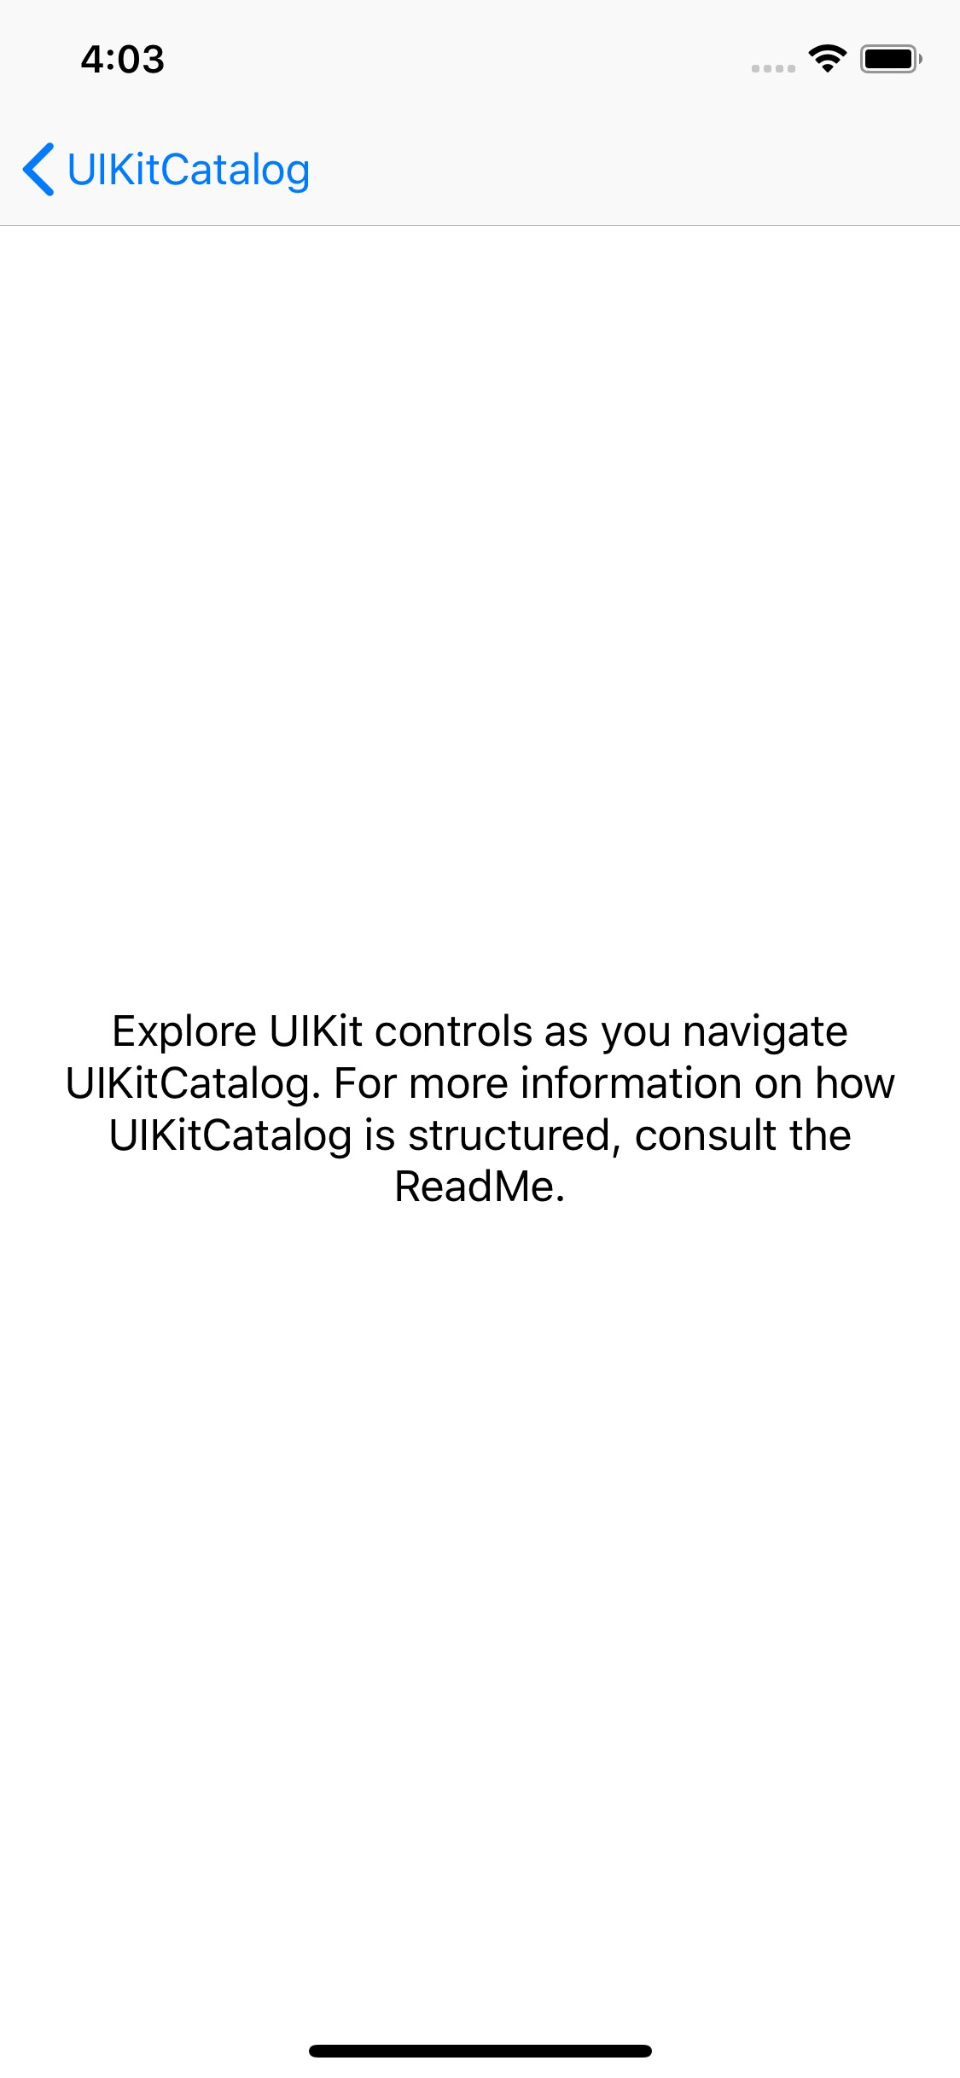 4:03
UIKitCatalog
Explore UIKit controls as you navigate
UIKitCatalog. For more information on how
UIKitCatalog is structured, consult the
ReadMe.